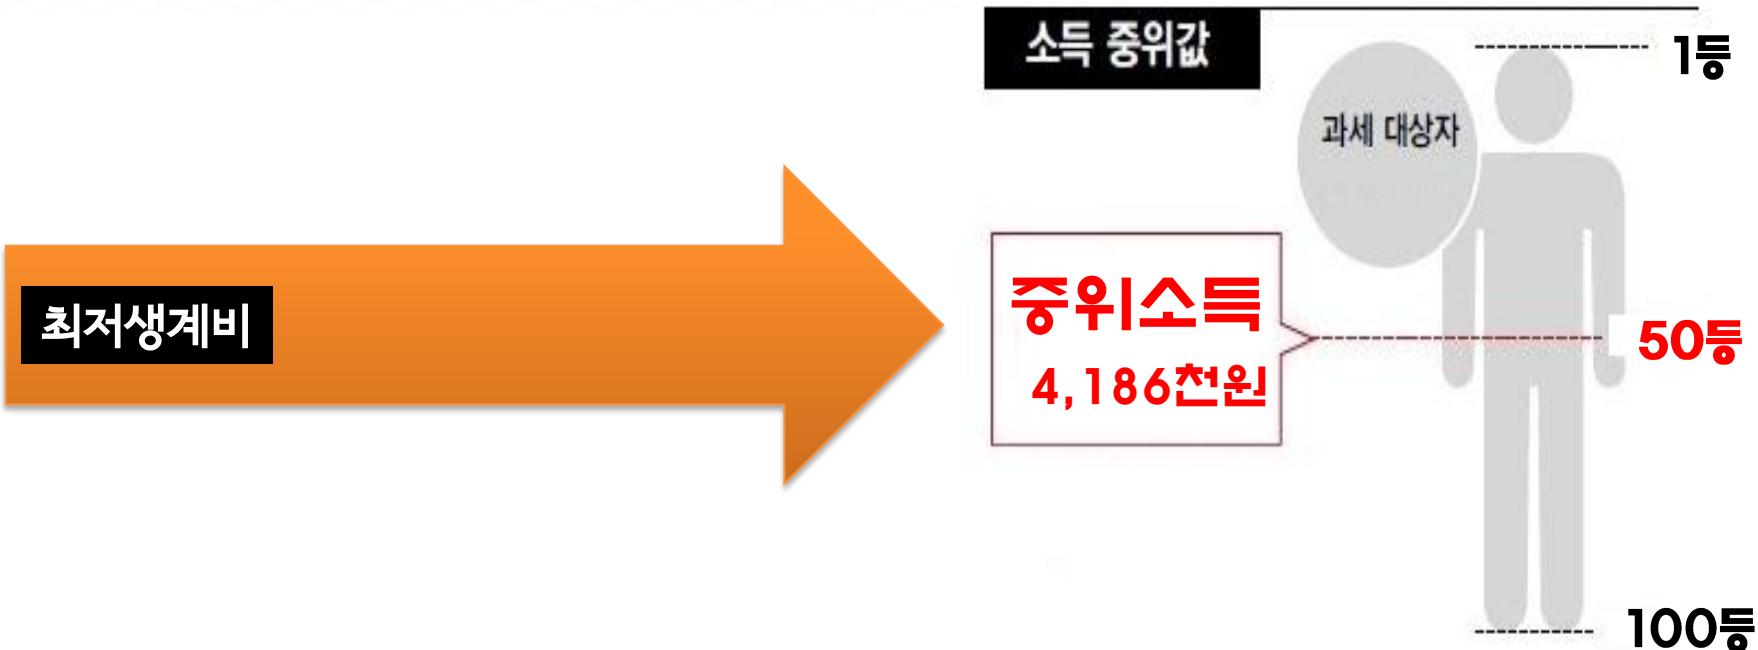 소득 중위값
1등
과세 대상자
최저생계비
중위소득
4,186천원
50등
100등